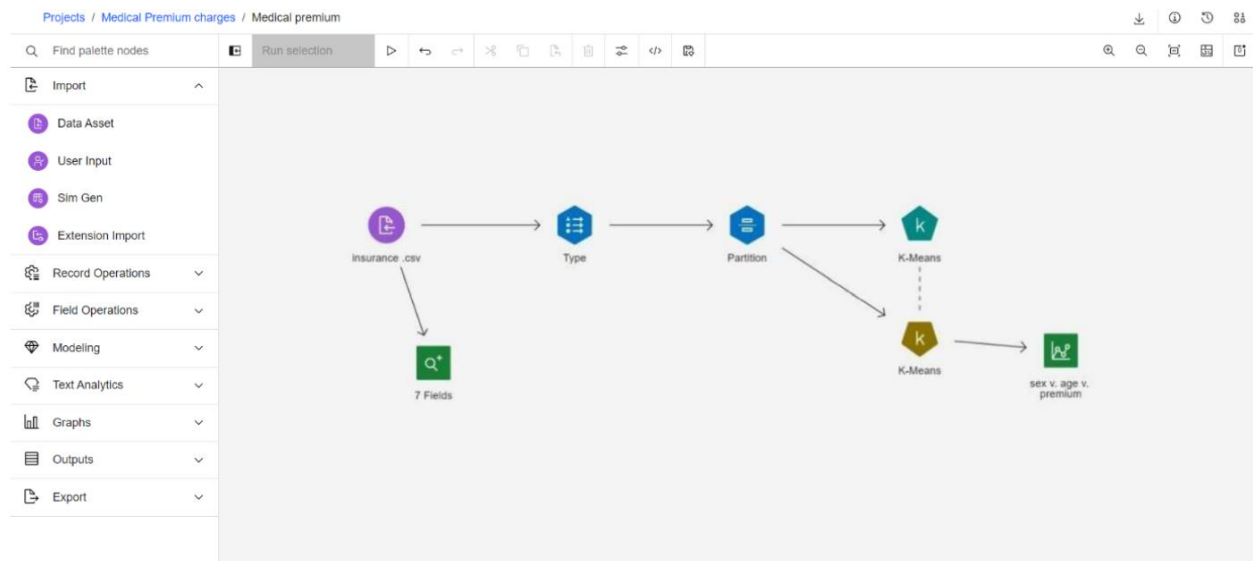 Projects / Medical Premium charges / Medical premium
Find palette nodes
Run selection
Import
Data Asset
User Input
Sim Gen
Extension Import
Record Operations
Field Operations
Modeling
Text Analytics
Graphs
Outputs
Export
insurance .csv
Type
Partition
K-Means
K-Means
7 Fields
sex v. age v.
premium